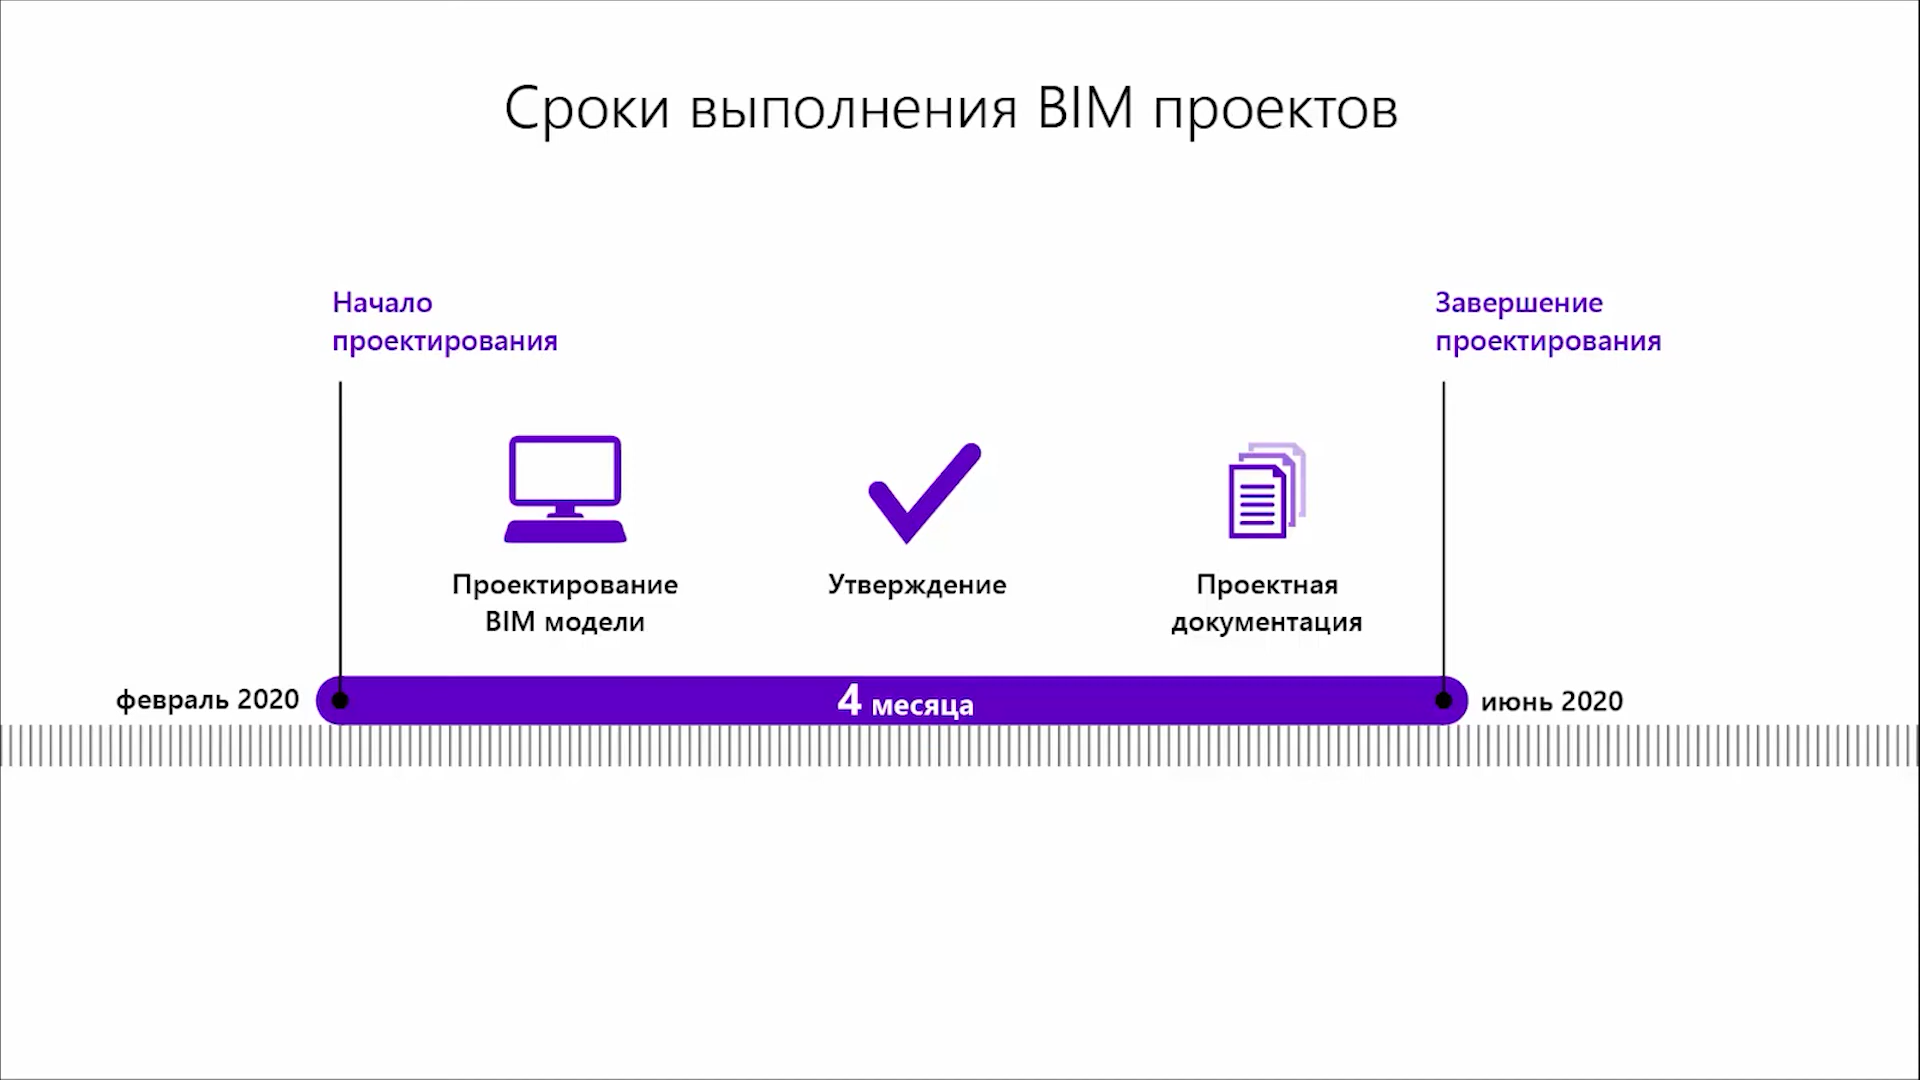 Сроки выполнения BIM проектов
Начало
проектирования
Завершение
проектирования
Проектирование
BIM модели
Утверждение
Проектная
документация
февраль 2020
4 месяца
июнь 2020